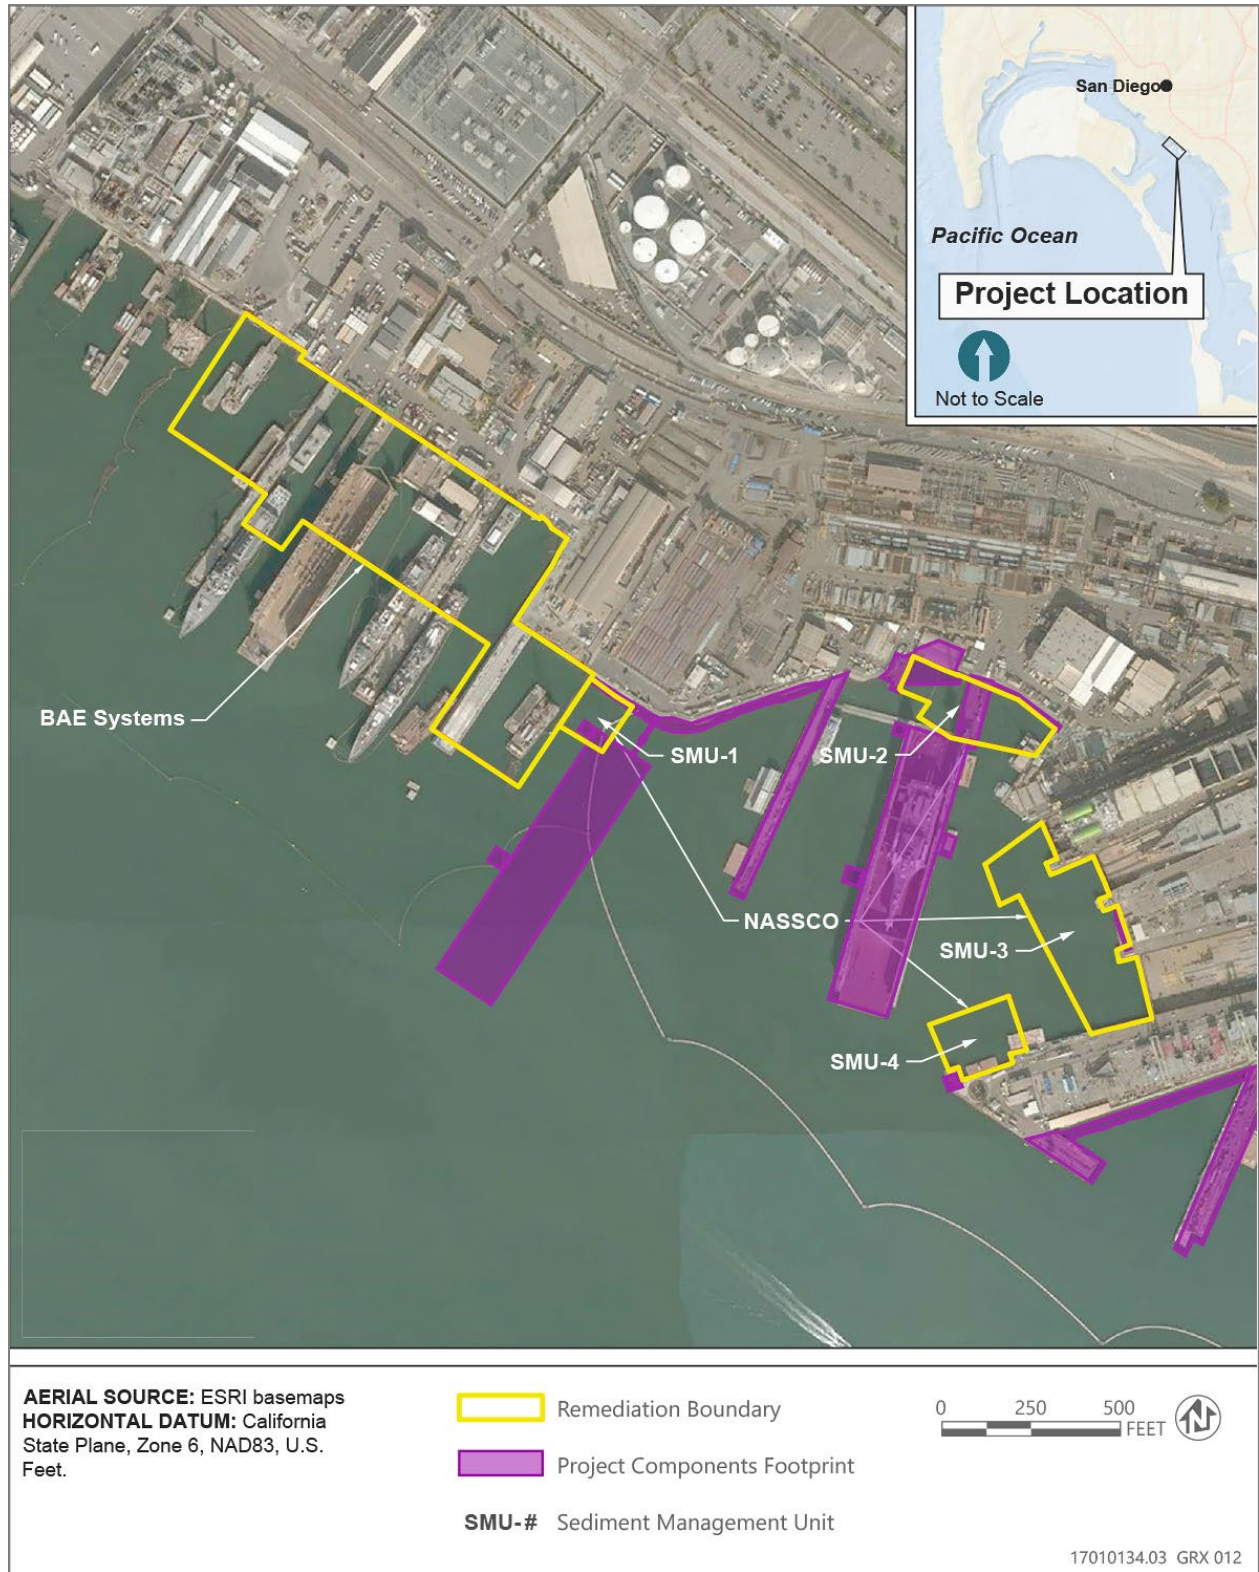 San Diego
Pacific Ocean
Project Location
Not to Scale
BAE Systems
SMU-1
SMU-2
NASSCO
SMU-3
SMU-4
AERIAL SOURCE: ESRI basemaps
HORIZONTAL DATUM: California
State Plane, Zone 6, NAD83, U.S.
Feet.
Remediation Boundary
Project Components Footprint
SMU-# Sediment Management Unit
0 250 500
FEET
N
17010134.03 GRX 012